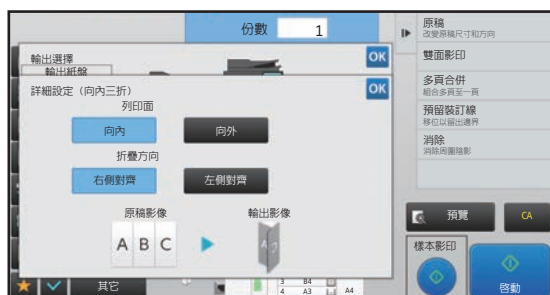 份數 1
輸出選擇
OK
輸出紙盤
詳細設定（向內三折）
OK
列印面
向內
向外
折疊方向
右側對齊
左側對齊
原稿影像
輸出影像
A B C
其它
3 B4
4 A3
A4
原稿
改變原稿尺寸和方向
雙面影印
多頁合併
組合多頁至一頁
預留裝訂線
移位以留出邊界
消除
消除周圍陰影
預覽
CA
樣本影印
啓動